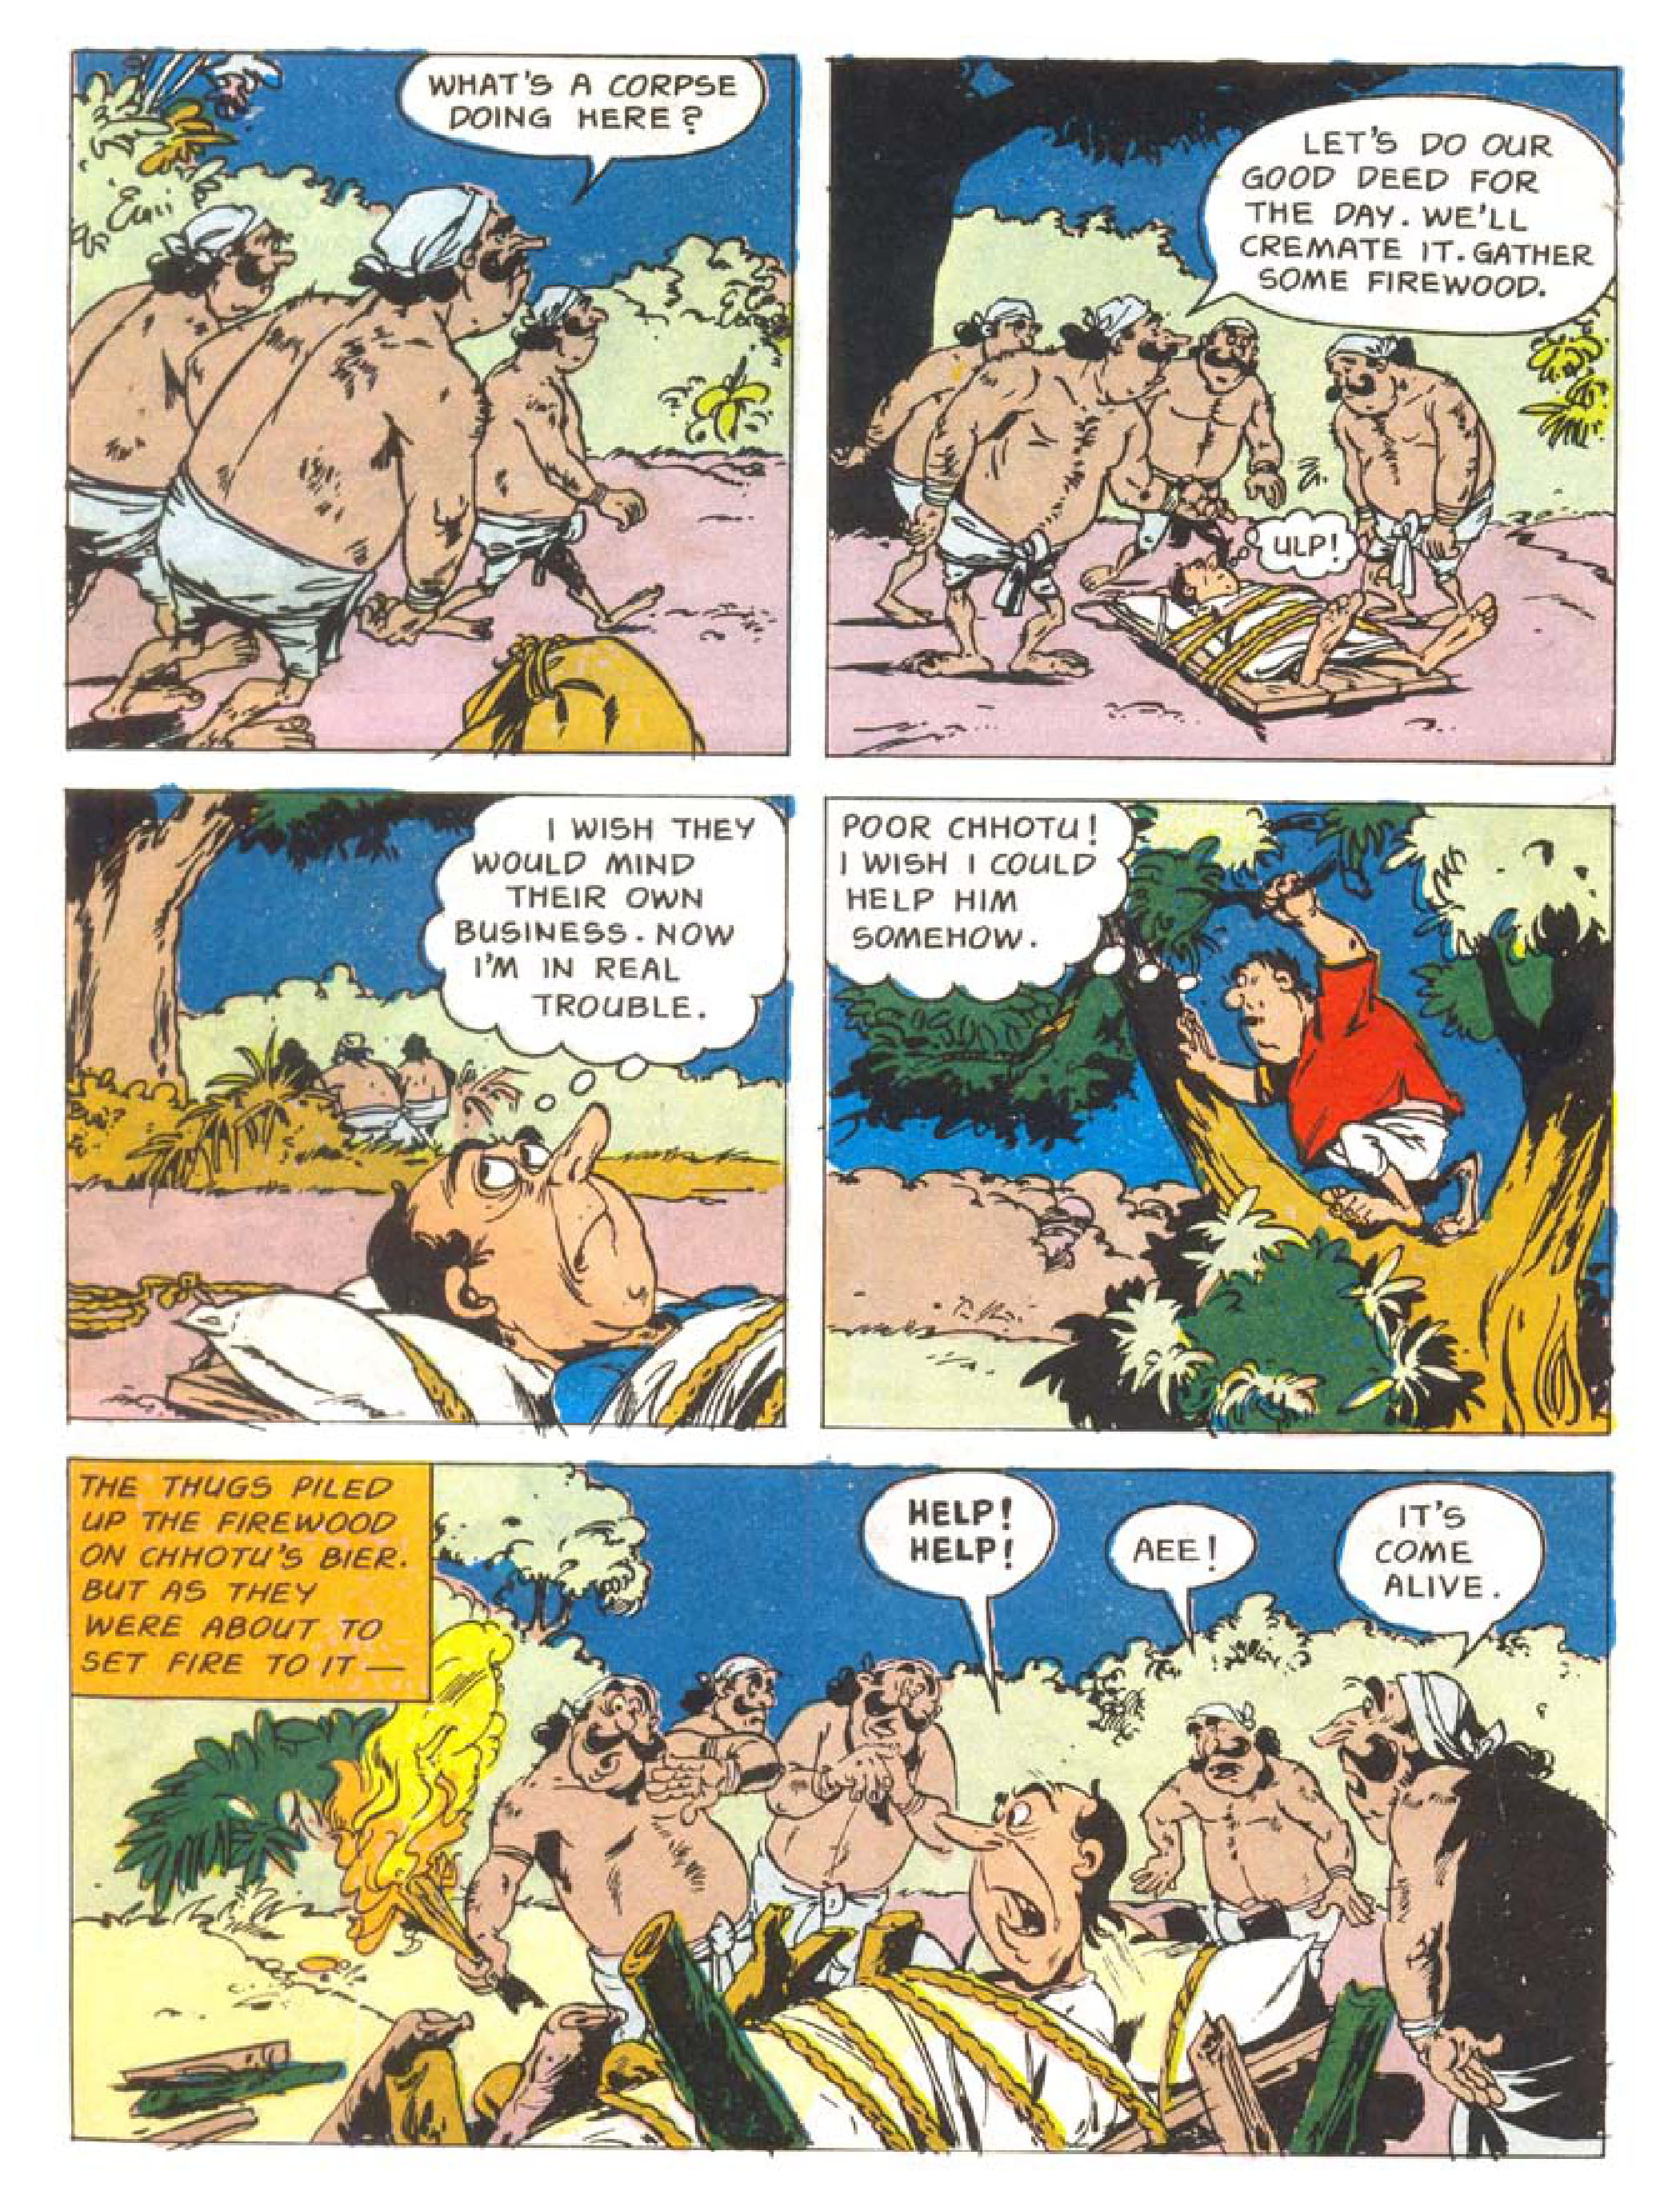 WHAT'S A CORPSE
DOING HERE?
LET'S DO OUR
GOOD DEED FOR
THE DAY. WE'LL
CREMATE IT. GATHER
SOME FIREWOOD.
ULP!
I WISH THEY
WOULD MIND
THEIR OWN
BUSINESS. NOW
I'M IN REAL
TROUBLE.
POOR CHHOTU!
I WISH I COULD
HELP HIM
SOMEHOW.
THE THUGS PILED
UP THE FIREWOOD
ON CHHOTU'S BIER.
BUT AS THEY
WERE ABOUT TO
SET FIRE TO IT —
HELP!
HELP!
AEE!
IT'S
COME
ALIVE.